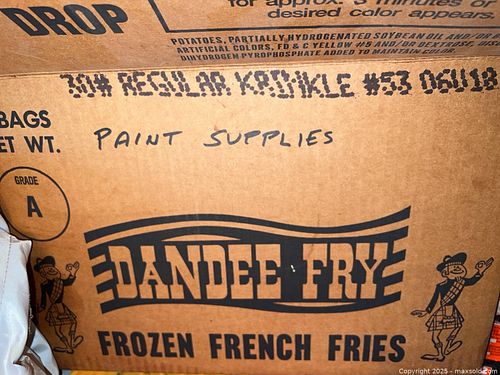 DROP
for approx. 3 minutes or
desired color appears.
POTATOES, PARTIALLY HYDROGENATED SOYBEAN OIL AND/OR
ARTIFICIAL COLORS, FD & C YELLOW #5 AND/OR DEXTROSE,
DIHYDROGEN PYROPHOSPHATE ADDED TO MAINTAIN COLOR.
30# REGULAR KRINKLE #53 06U18
BAGS
ET WT.
PAINT SUPPLIES
GRADE
A
DANDEE FRY
FROZEN FRENCH FRIES
Copyright 2025 - maxsold.com